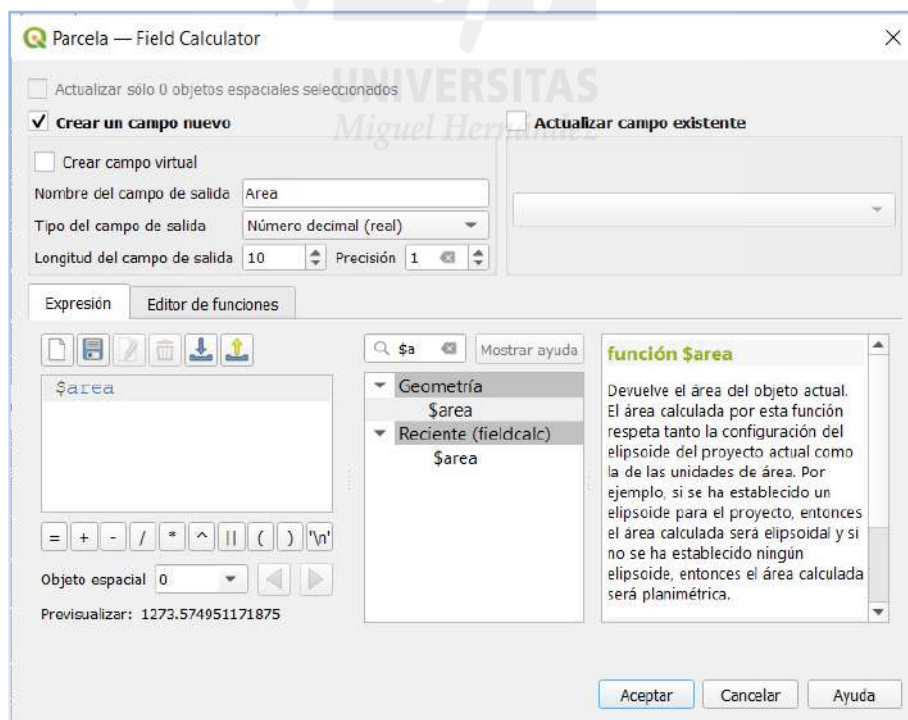 Parcela — Field Calculator
UNIVERSITAS
Miguel Hernández
Actualizar sólo 0 objetos espaciales seleccionados
Crear un campo nuevo
Actualizar campo existente
Crear campo virtual
Nombre del campo de salida Area
Tipo del campo de salida Número decimal (real)
Longitud del campo de salida 10 Precisión 1
Expresión Editor de funciones
$area
= + - / * ^ || ( ) '\n'
Objeto espacial 0
Previsualizar: 1273.574951171875
$a Mostrar ayuda
Geometría
$area
Reciente (fieldcalc)
$area
función $area
Devuelve el área del objeto actual.
El área calculada por esta función
respeta tanto la configuración del
elipsoide del proyecto actual como
la de las unidades de área. Por
ejemplo, si se ha establecido un
elipsoide para el proyecto, entonces
el área calculada será elipsoidal y si
no se ha establecido ningún
elipsoide, entonces el área calculada
será planimétrica.
Aceptar Cancelar Ayuda